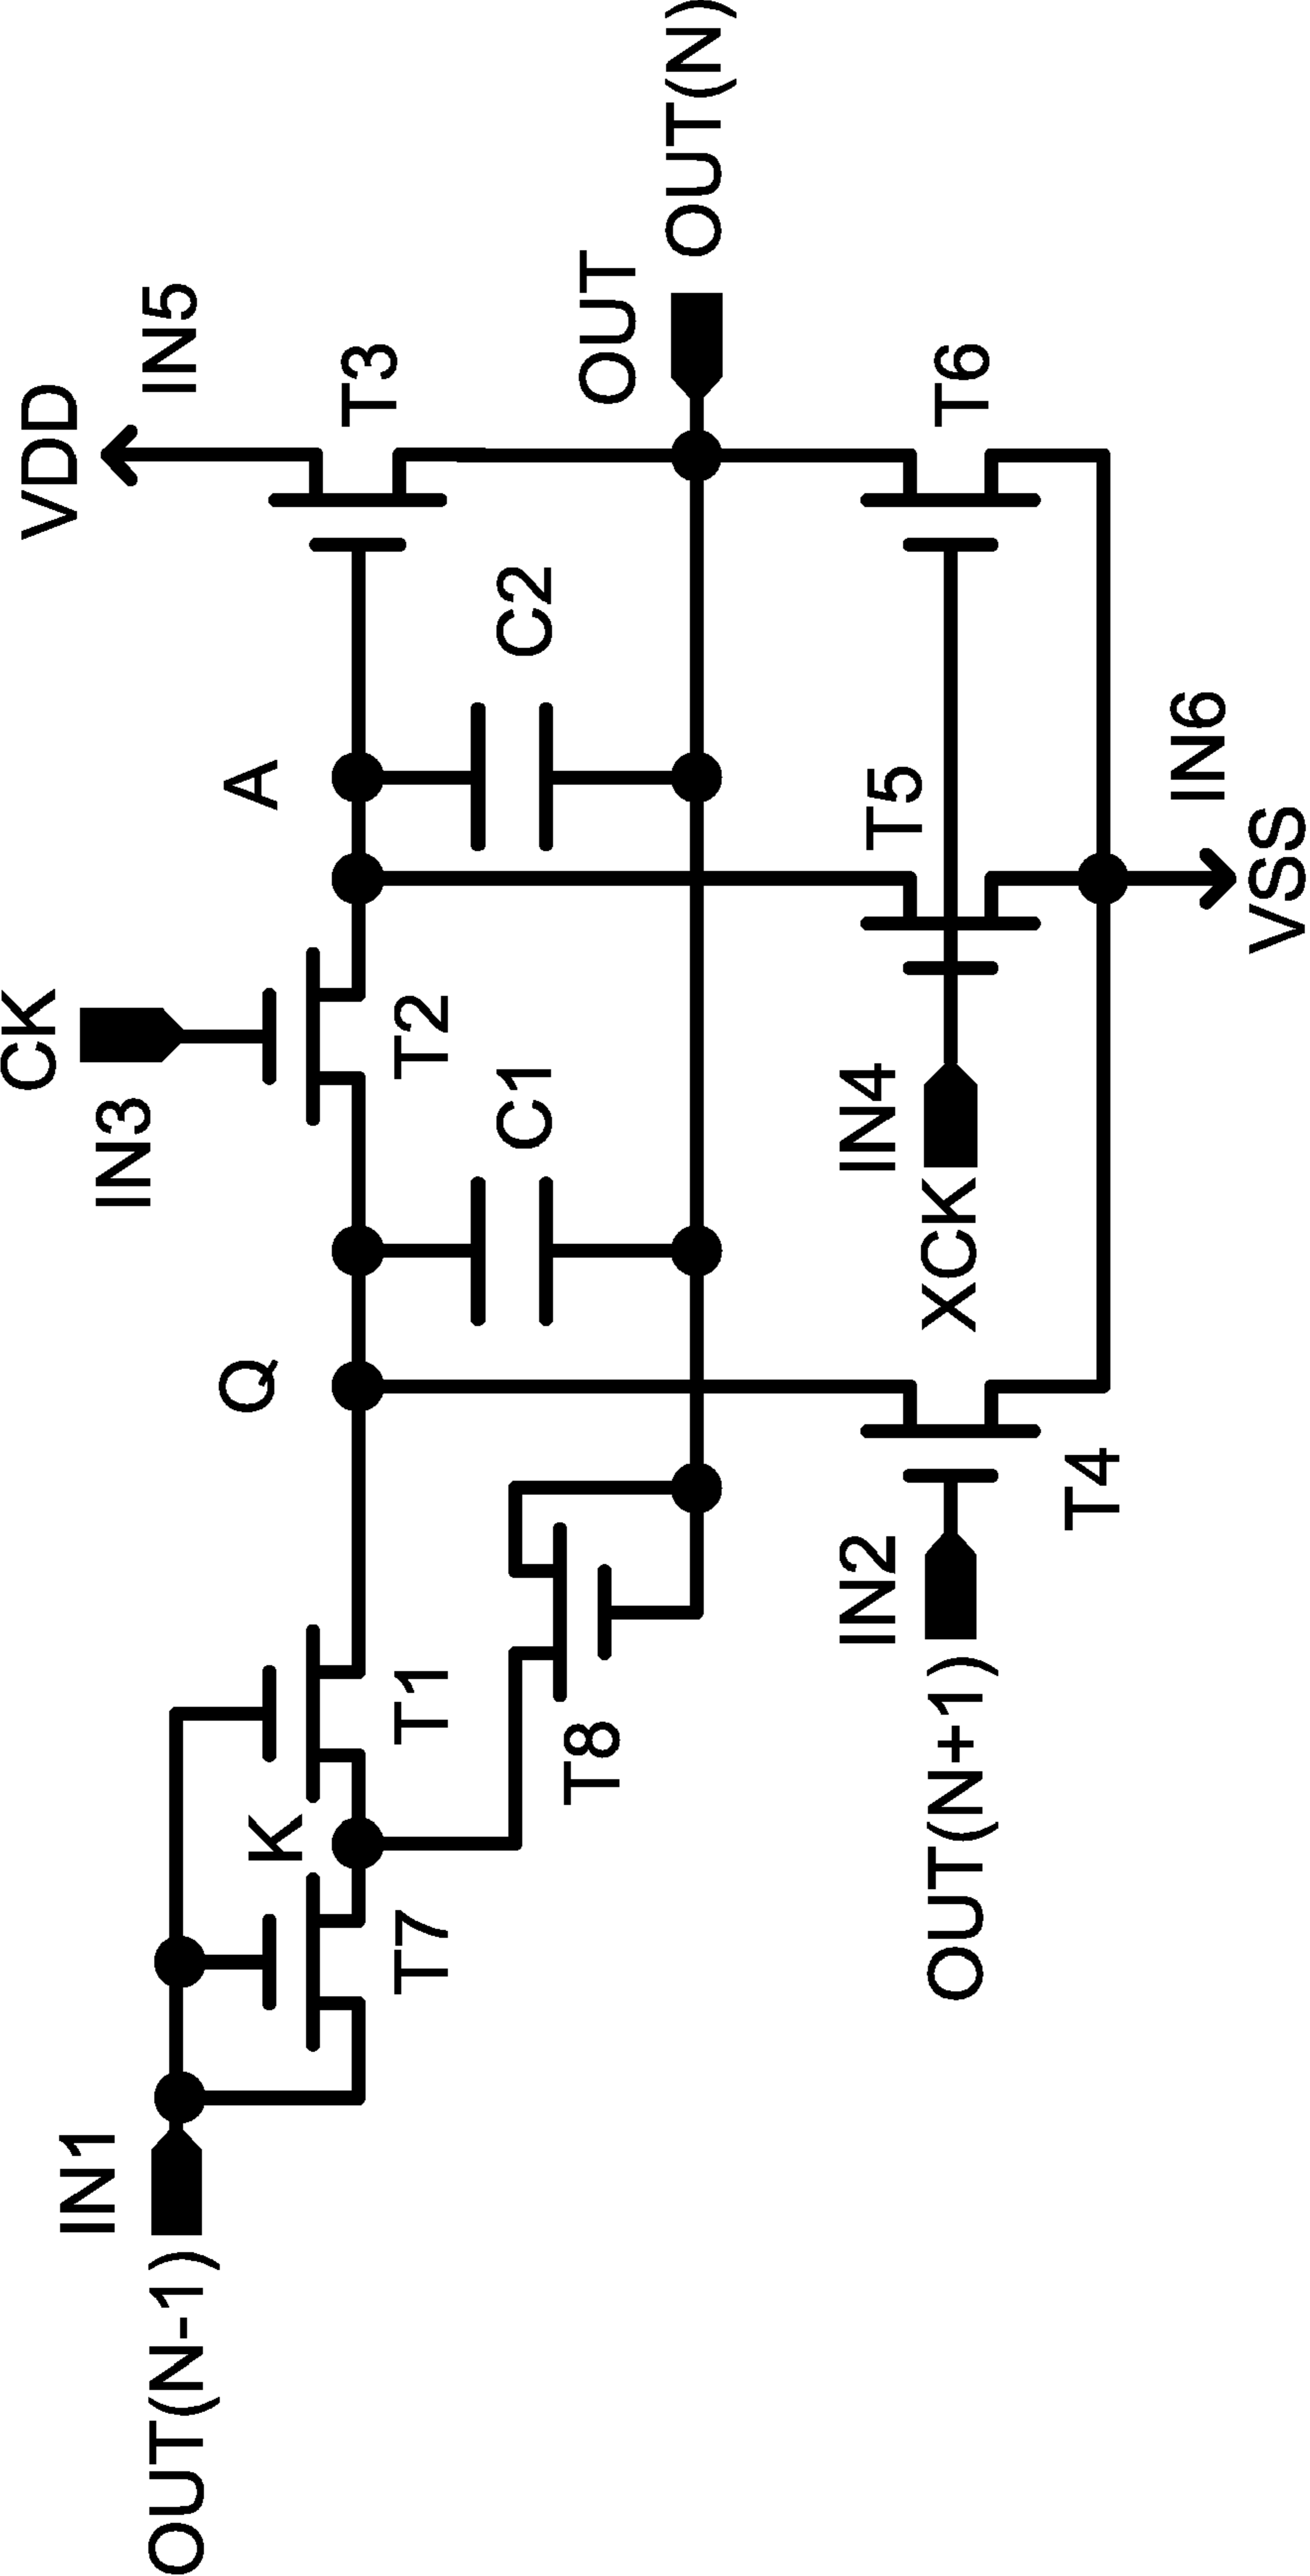 VDD
IN5
CK
IN3
T3
A
Q
T2
K
T1
T7
C1
C2
OUT
OUT(N)
IN1
OUT(N-1)
T8
T5
T6
IN4
XCK
IN2
OUT(N+1)
T4
IN6
VSS